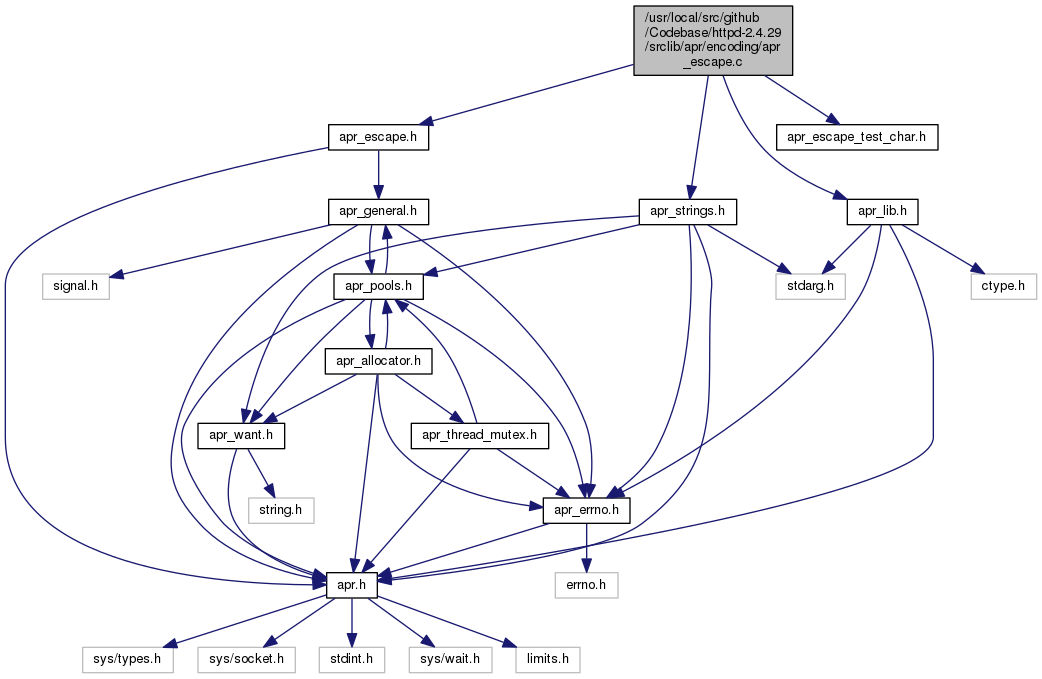 /usr/local/src/github
/Codebase/httpd-2.4.29
/srclib/apr/encoding/apr
_escape.c
apr_escape.h
apr_escape_test_char.h
apr_general.h
apr_strings.h
apr_lib.h
signal.h
apr_pools.h
stdarg.h
ctype.h
apr_allocator.h
apr_want.h
apr_thread_mutex.h
string.h
apr_errno.h
apr.h
errno.h
sys/types.h
sys/socket.h
stdint.h
sys/wait.h
limits.h